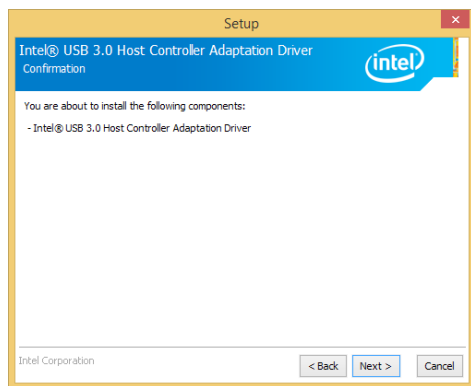 Setup
Intel® USB 3.0 Host Controller Adaptation Driver
Confirmation
intel
You are about to install the following components:
- Intel® USB 3.0 Host Controller Adaptation Driver
Intel Corporation
< Back
Next >
Cancel